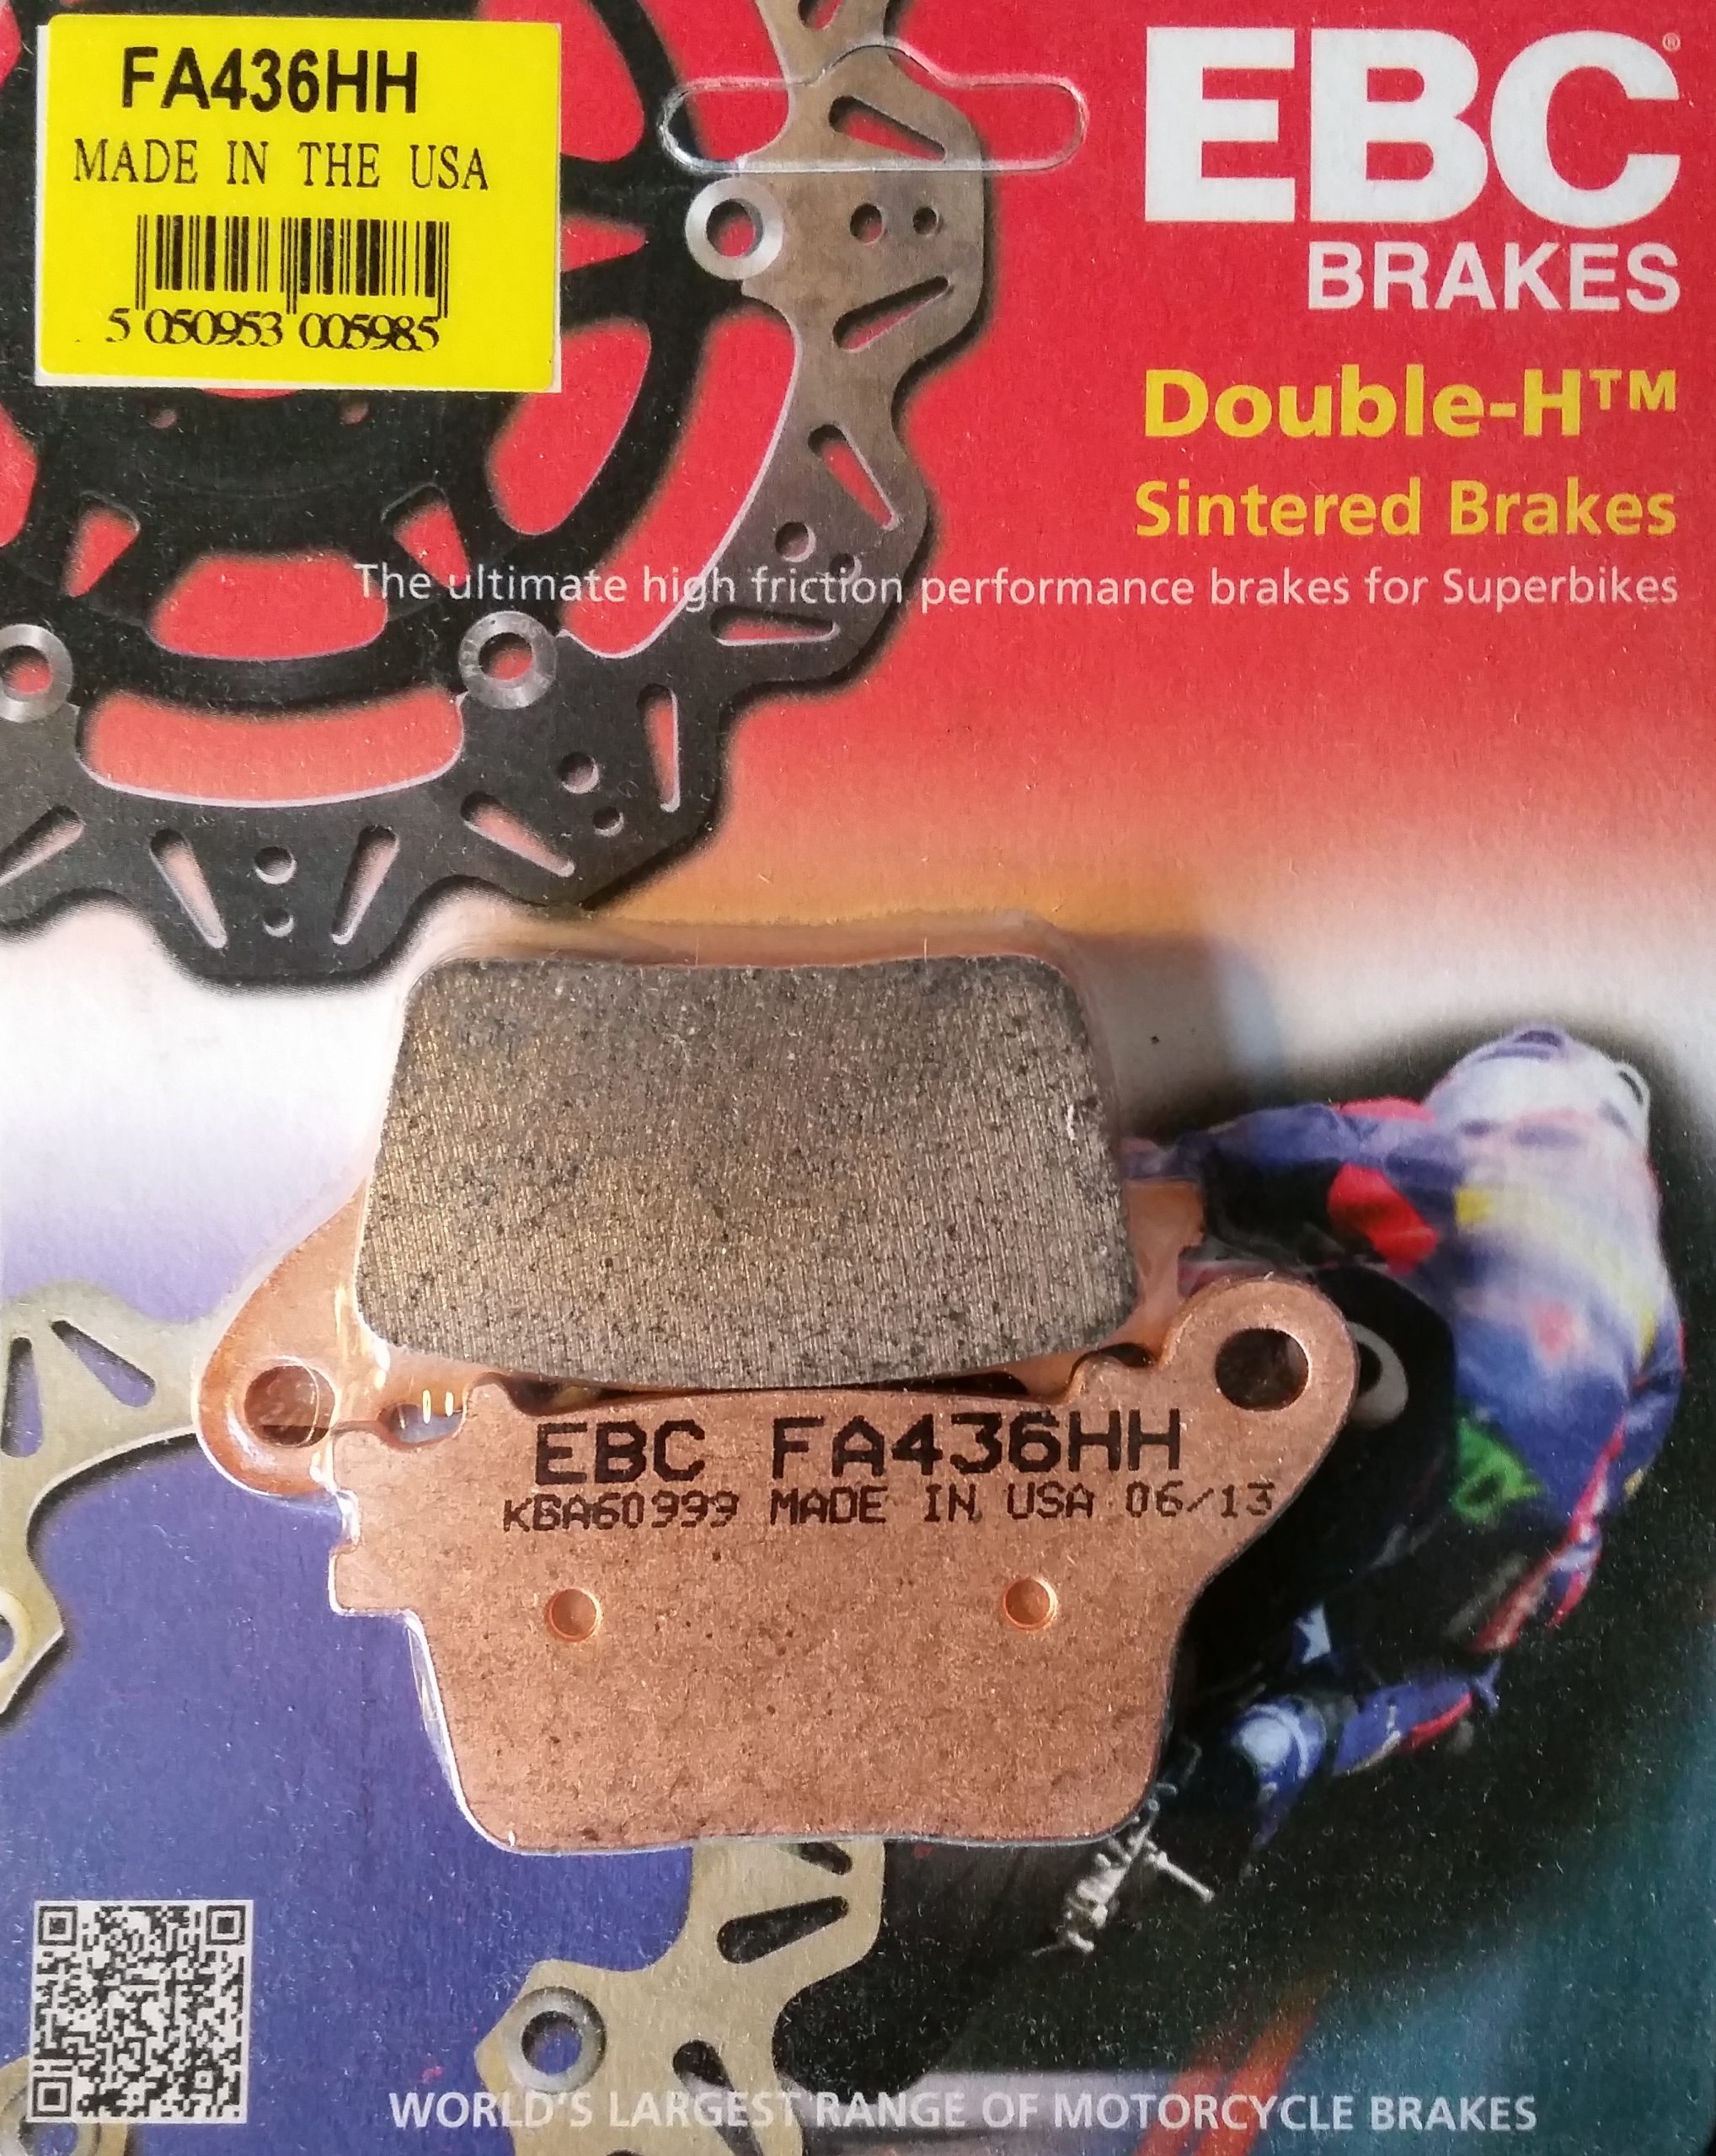 FA436HH
MADE IN THE USA
5 050953 005985
EBC®
BRAKES
Double-H™
Sintered Brakes
The ultimate high friction performance brakes for Superbikes
EBC FA436HH
KBA60999 MADE IN USA 06/13
WORLD'S LARGEST RANGE OF MOTORCYCLE BRAKES